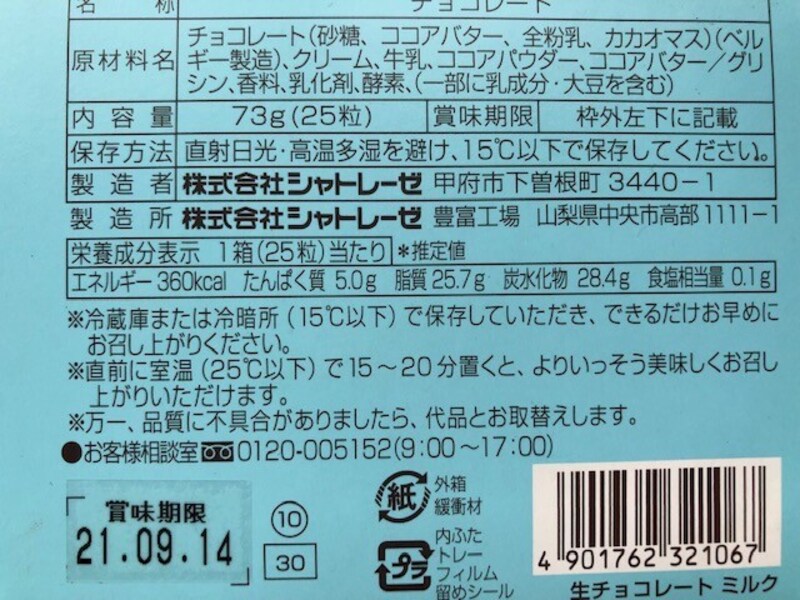 名 称 チョコレート
原材料名 チョコレート(砂糖、ココアバター、全粉乳、カカオマス)(ベル
ギー製造)、クリーム、牛乳、ココアパウダー、ココアバター/グリ
シン、香料、乳化剤、酵素、(一部に乳成分・大豆を含む)
内容量 73g(25粒) 賞味期限 枠外左下に記載
保存方法 直射日光・高温多湿を避け、15℃以下で保存してください。
製造者 株式会社シャトレーゼ 甲府市下曽根町3440-1
製造所 株式会社シャトレーゼ 豊富工場 山梨県中央市高部1111-1
栄養成分表示 1箱(25粒)当たり *推定値
エネルギー360kcal たんぱく質 5.0g 脂質25.7g 炭水化物 28.4g 食塩相当量 0.1g
※冷蔵庫または冷暗所(15℃以下)で保存していただき、できるだけお早めに
お召し上がりください。
※直前に室温(25℃以下)で15~20分置くと、よりいっそう美味しくお召し
上がりいただけます。
※万一、品質に不具合がありましたら、代品とお取替えします。
●お客様相談室 0120-005152(9:00~17:00)
賞味期限
21.09.14
10
30
紙
外箱
緩衝材
プラ
内ふた
トレー
フィルム
留めシール
4 901762 321067
生チョコレート ミルク